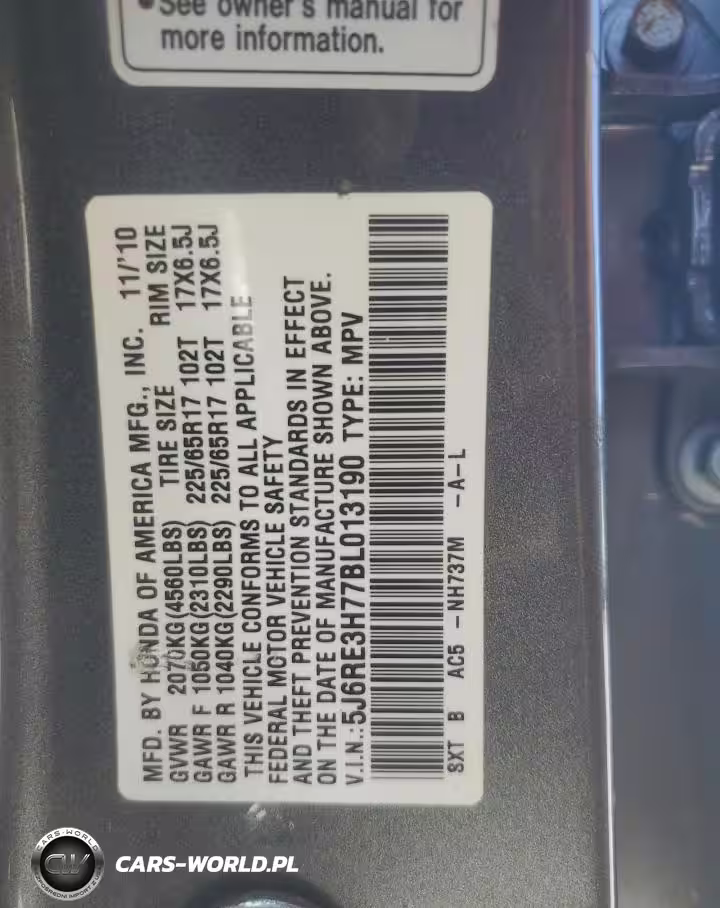 See owner's manual for
more information.
MFD. BY HONDA OF AMERICA MFG., INC. 11/'10
GVWR 2070KG(4560LBS) TIRE SIZE RIM SIZE
GAWR F 1050KG(2310LBS) 225/65R17 102T 17X6.5J
GAWR R 1040KG(2290LBS) 225/65R17 102T 17X6.5J
THIS VEHICLE CONFORMS TO ALL APPLICABLE
FEDERAL MOTOR VEHICLE SAFETY
AND THEFT PREVENTION STANDARDS IN EFFECT
ON THE DATE OF MANUFACTURE SHOWN ABOVE.
V.I.N.:5J6RE3H77BL013190 TYPE: MPV
SXT B AC5 -NH737M -A-L
CARS-WORLD
CW
CARS-WORLD.PL